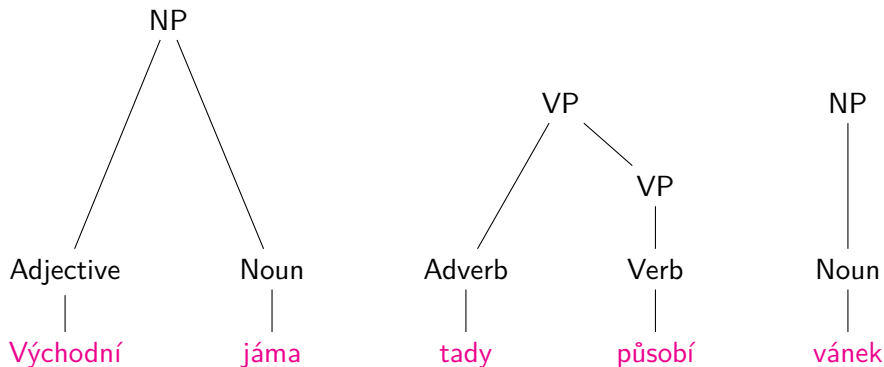 NP
VP NP
VP
Adjective Noun Adverb Verb Noun
Východní jáma tady působí vánek